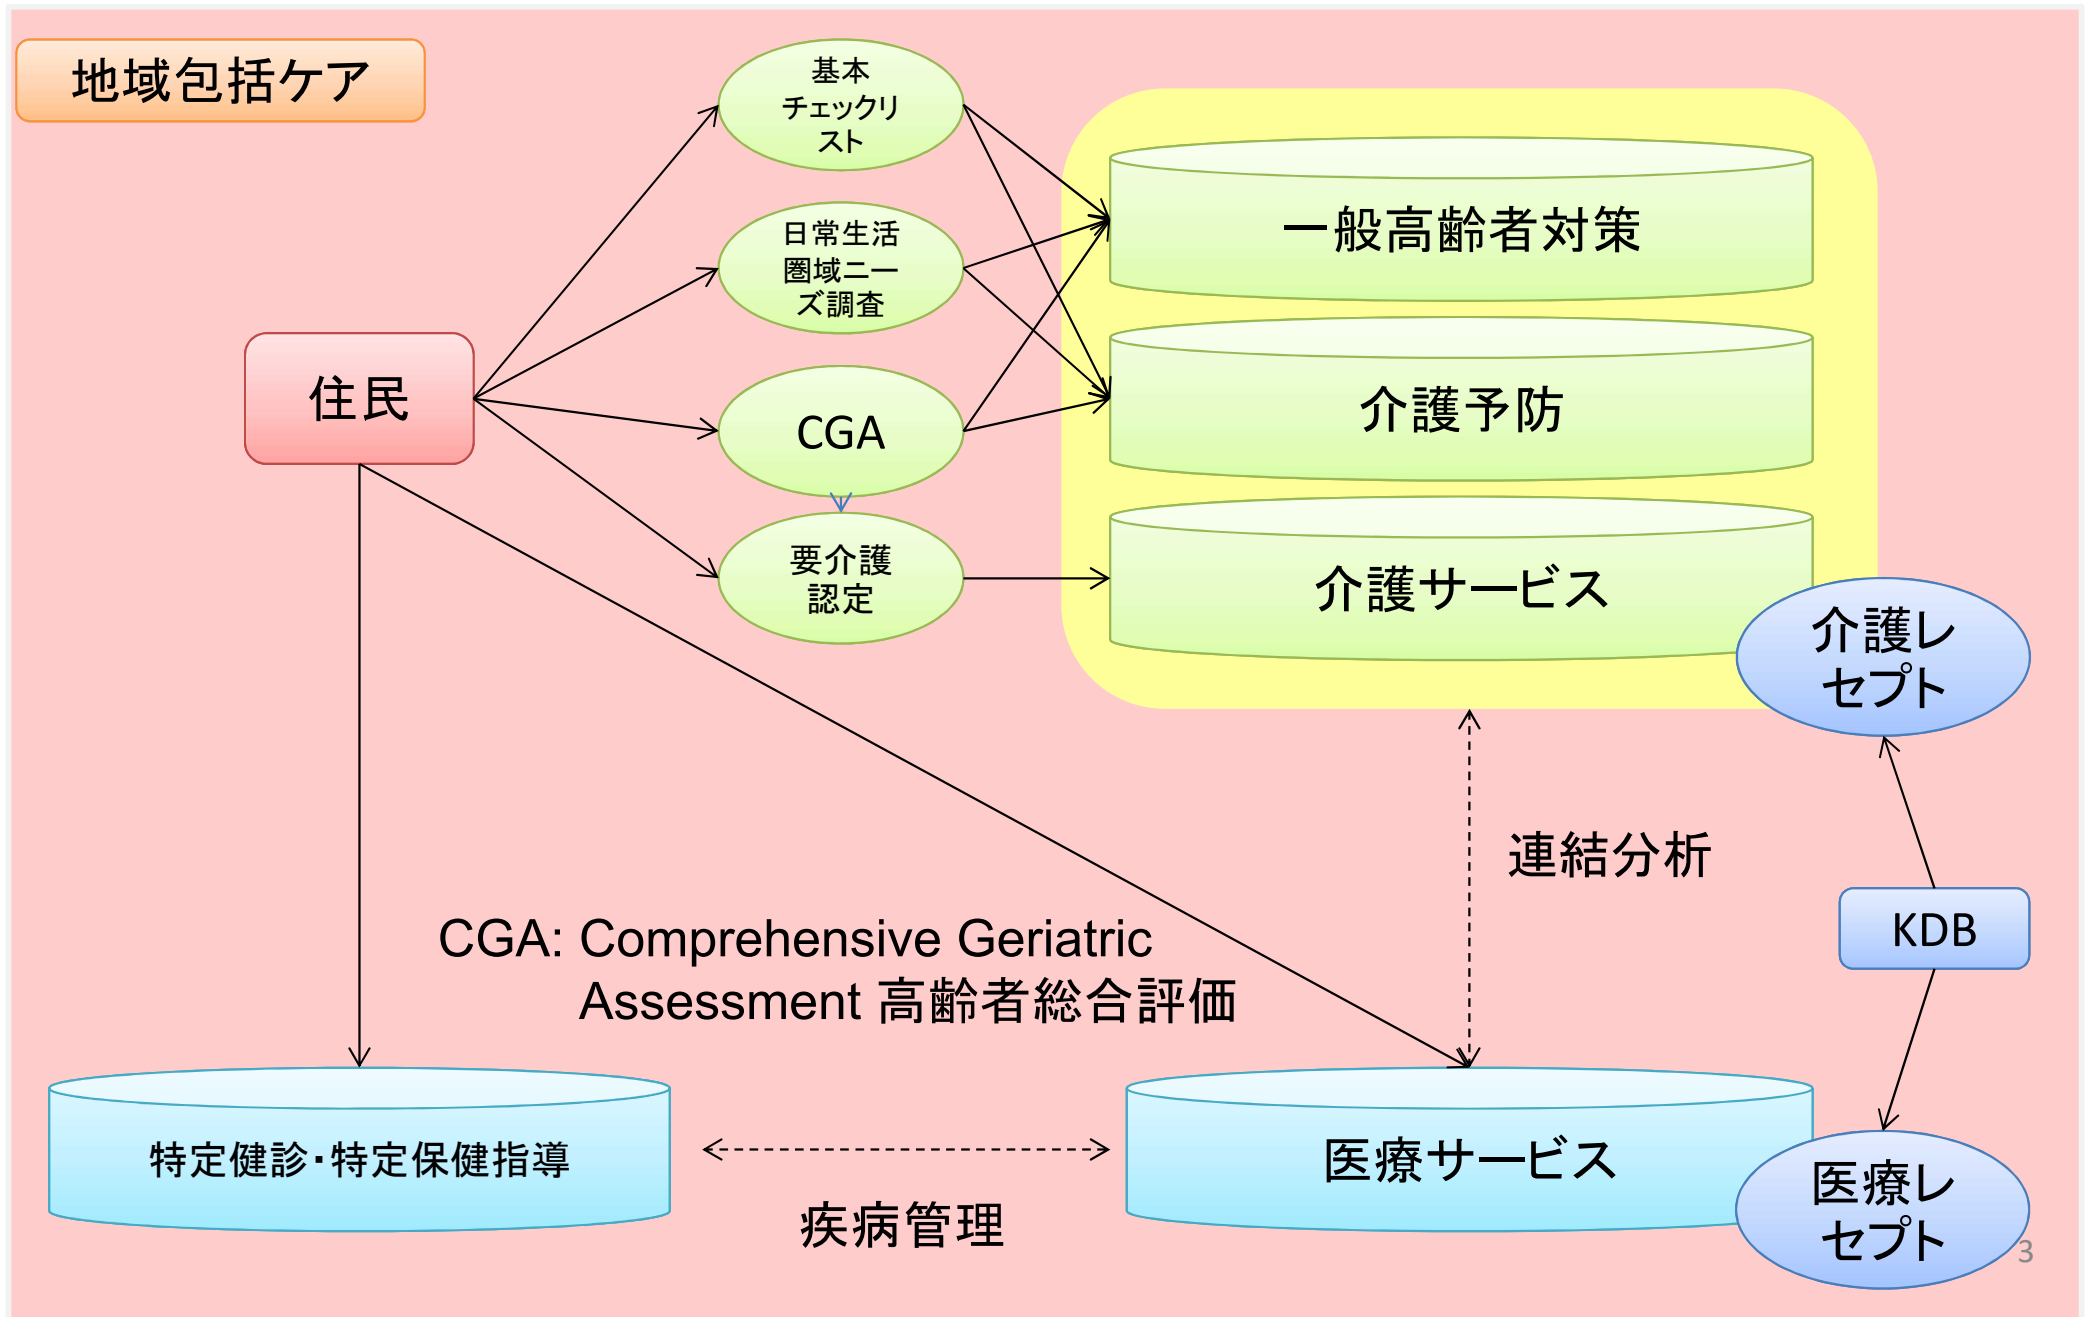 地域包括ケア
基本
チェックリ
スト
日常生活
圏域ニー
ズ調査
住民
CGA
要介護
認定
一般高齢者対策
介護予防
介護サービス
介護レ
セプト
連結分析
KDB
CGA: Comprehensive Geriatric
Assessment 高齢者総合評価
特定健診・特定保健指導
疾病管理
医療サービス
医療レ
セプト
3